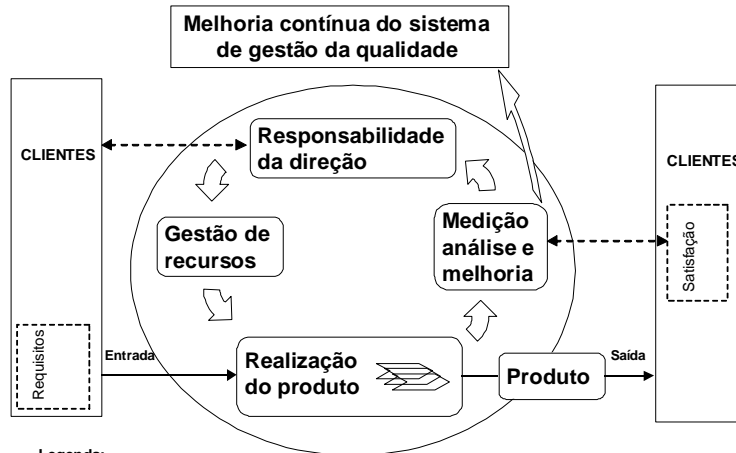 Melhoria contínua do sistema
de gestão da qualidade
CLIENTES
Responsabilidade
da direção
CLIENTES
Gestão de
recursos
Medição
análise e
melhoria
Satisfação
Requisitos
Entrada
Realização
do produto
Produto
Saída
Legenda: